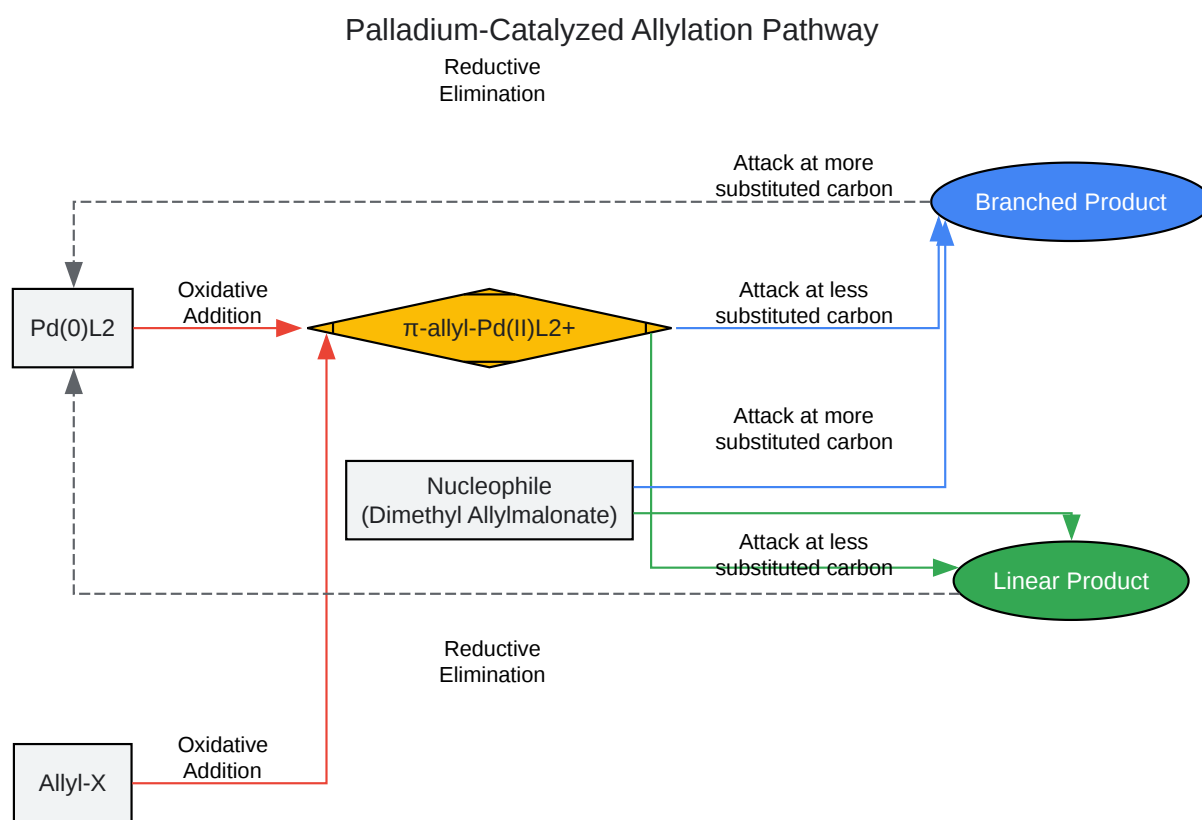 Palladium-Catalyzed Allylation Pathway
Reductive
Elimination
Attack at more
substituted carbon
Branched Product
Oxidative
Addition
Attack at less
substituted carbon
Pd(0)L2
π-allyl-Pd(II)L2+
Attack at more
substituted carbon
Nucleophile
(Dimethyl Allylmalonate)
Attack at less
substituted carbon
Linear Product
Reductive
Elimination
Oxidative
Addition
Allyl-X